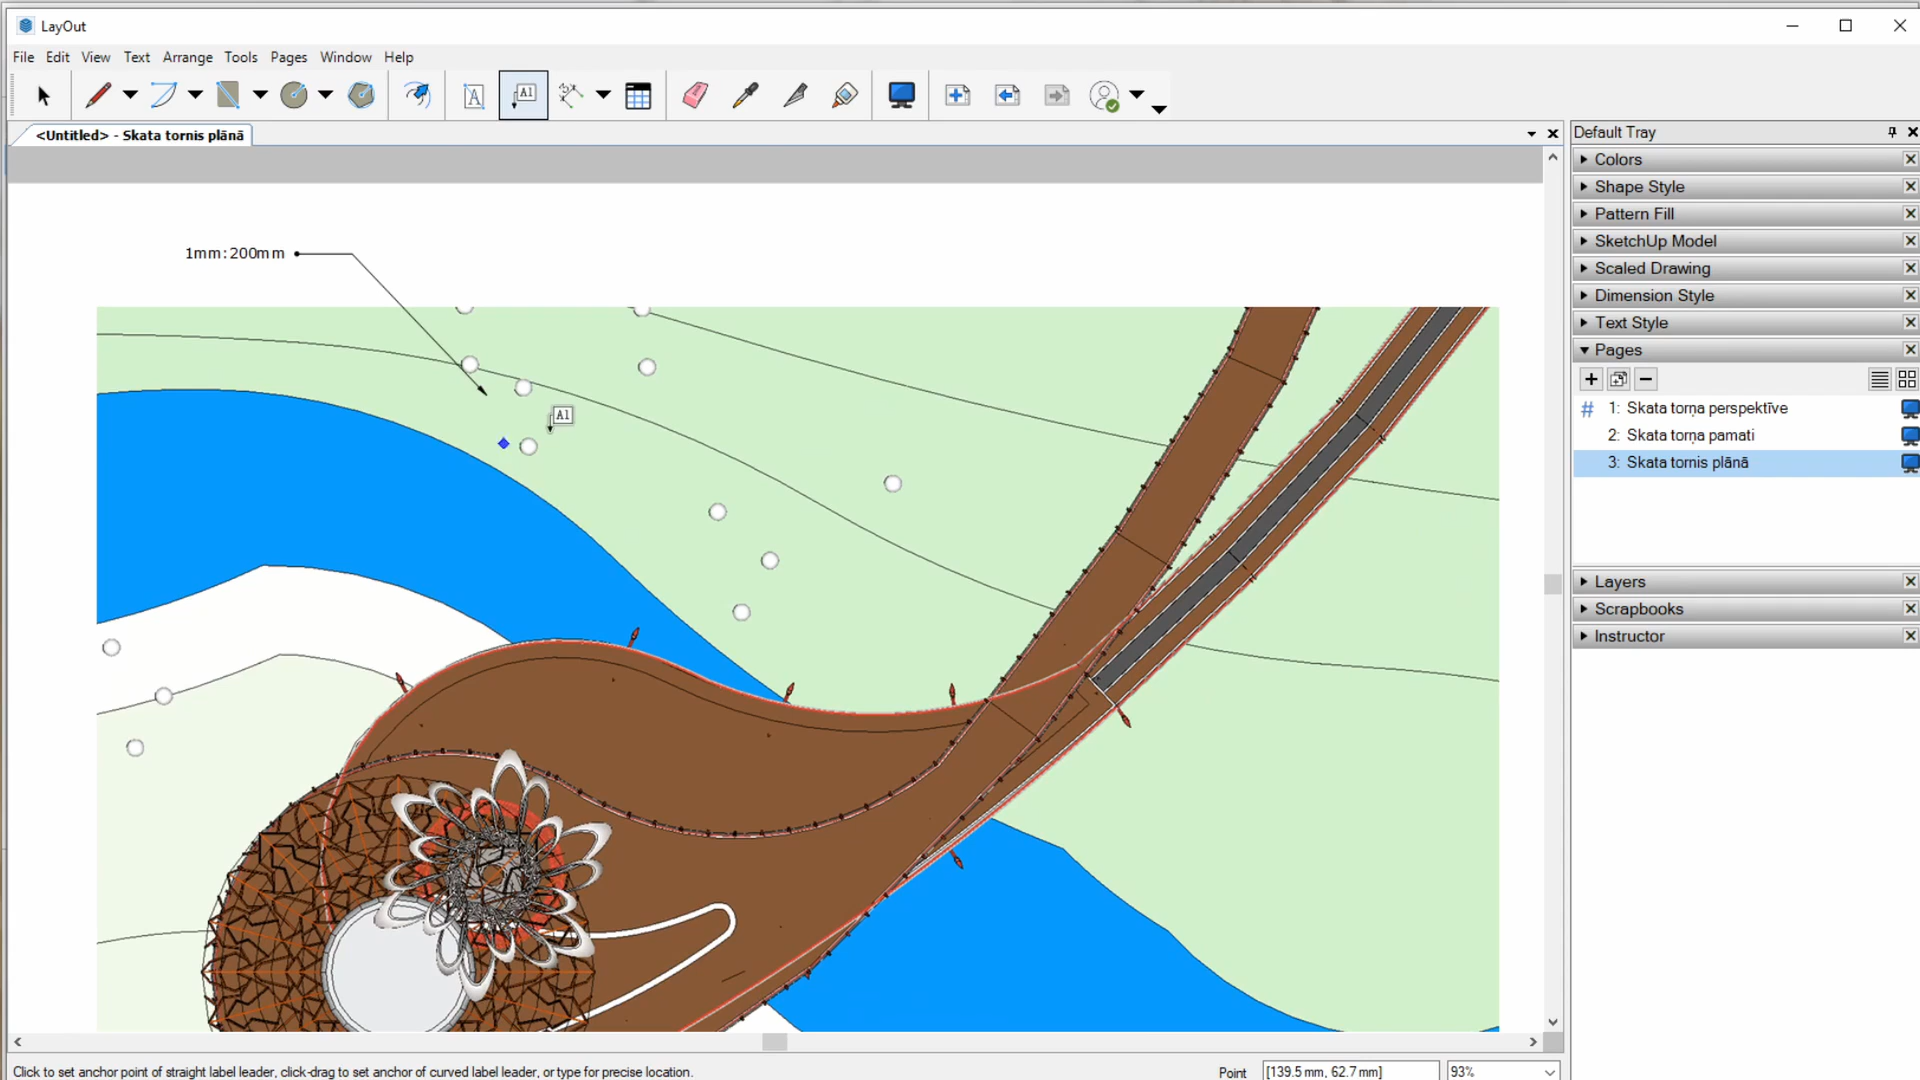 LayOut
File Edit View Text Arrange Tools Pages Window Help
A A1
<Untitled> - Skata tornis plānā
1mm:200mm
A1
Default Tray
Colors
Shape Style
Pattern Fill
SketchUp Model
Scaled Drawing
Dimension Style
Text Style
Pages
# 1: Skata torņa perspektīve
2: Skata torņa pamati
3: Skata tornis plānā
Layers
Scrapbooks
Instructor
Click to set anchor point of straight label leader, click-drag to set anchor of curved label leader, or type for precise location.
Point [139.5 mm, 62.7 mm] 93%